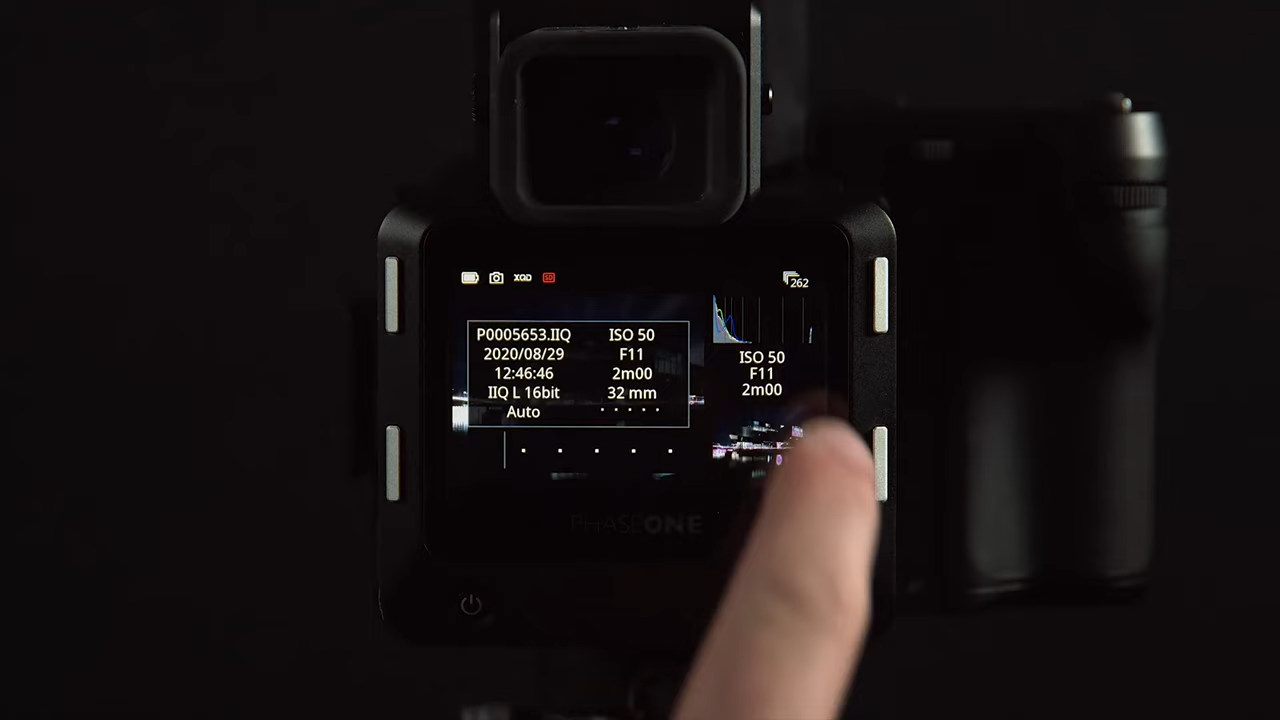 XQD SD 262
P0005653.IIQ ISO 50
2020/08/29 F11
12:46:46 2m00
IIQ L 16bit 32 mm
Auto
ISO 50
F11
2m00
PHASEONE